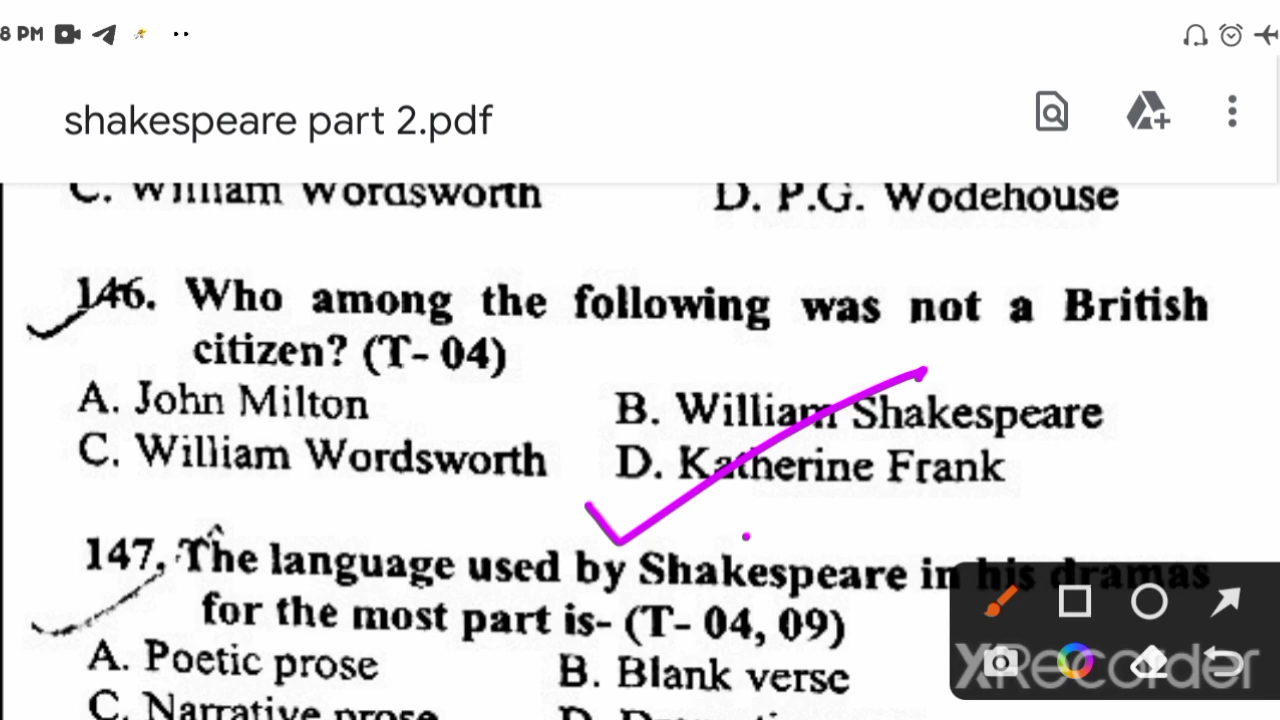 8 PM
shakespeare part 2.pdf
C. William Wordsworth D. P.G. Wodehouse
146. Who among the following was not a British
citizen? (T- 04)
A. John Milton B. William Shakespeare
C. William Wordsworth D. Katherine Frank
147. The language used by Shakespeare in his dramas
for the most part is- (T- 04, 09)
A. Poetic prose B. Blank verse
C. Narrative prose D.
XRecorder